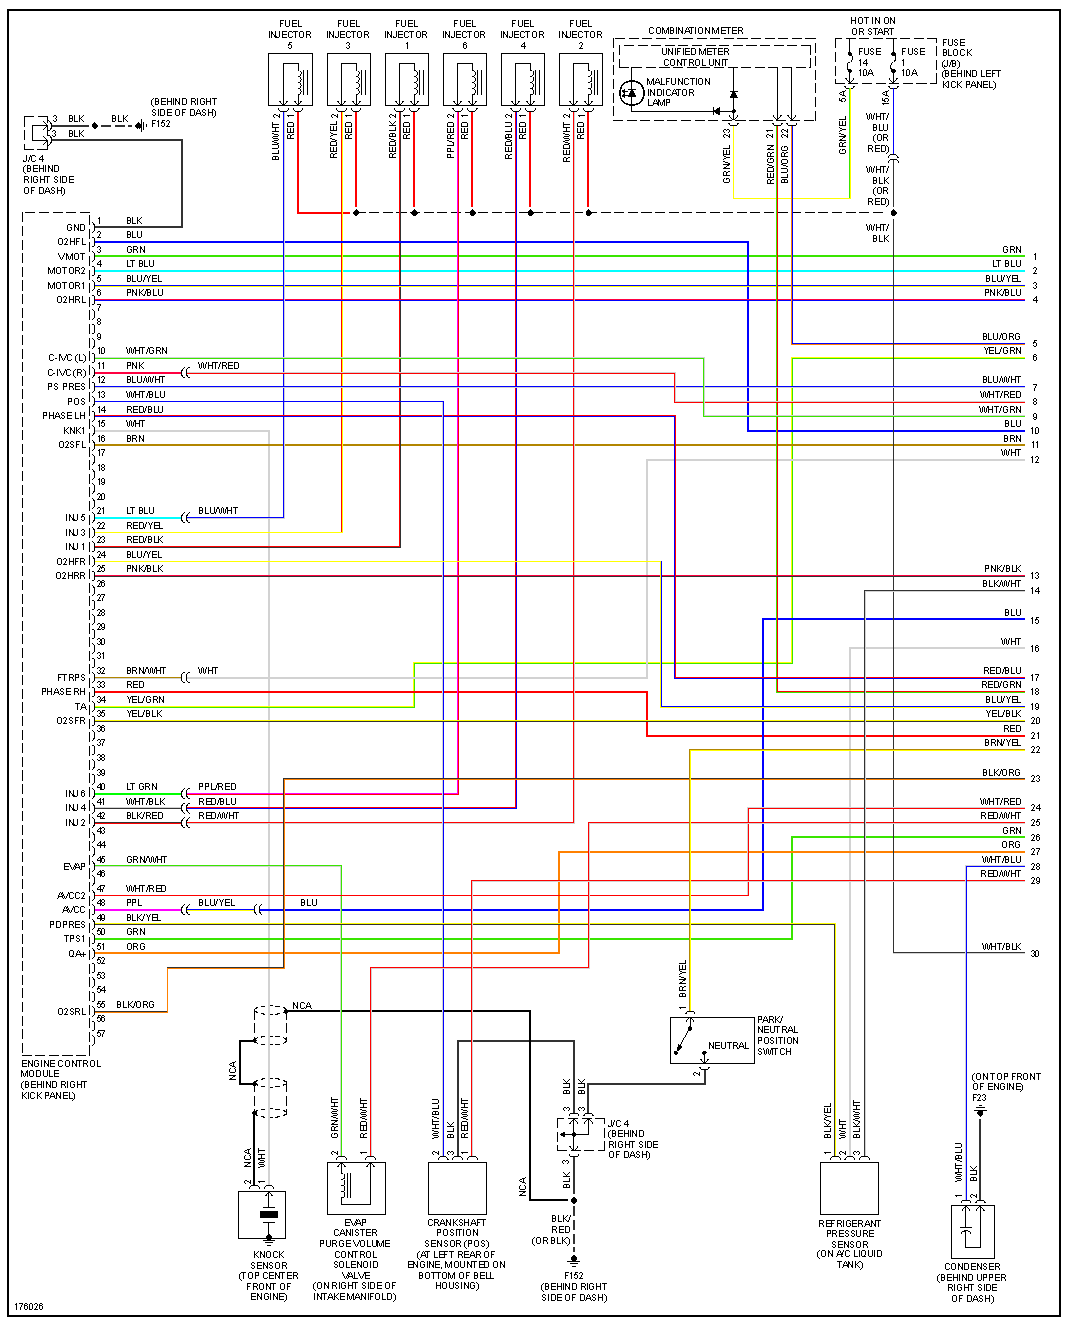 FUEL INJECTOR 5
FUEL INJECTOR 3
FUEL INJECTOR 1
FUEL INJECTOR 6
FUEL INJECTOR 4
FUEL INJECTOR 2
COMBINATION METER
UNIFIED METER
CONTROL UNIT
MALFUNCTION
INDICATOR
LAMP
HOT IN ON
OR START
FUSE
14
10A
FUSE
1
10A
FUSE
BLOCK
(J/B)
(BEHIND LEFT
KICK PANEL)
5A
15A
GRN/YEL
WHT/
BLU
(OR
RED)
WHT/
BLK
(OR
RED)
WHT/
BLK
GRN/YEL 23
RED/GRN 21
BLU/ORG 22
BLU/WHT 2
RED 1
RED/YEL 2
RED 1
RED/BLK 2
RED 1
PPL/RED 2
RED 1
RED/BLU 2
RED 1
RED/WHT 2
RED 1
3 BLK
BLK
3 BLK
(BEHIND RIGHT
SIDE OF DASH)
F152
J/C 4
(BEHIND
RIGHT SIDE
OF DASH)
GND 1 BLK
O2HFL 2 BLU
VMOT 3 GRN
MOTOR2 4 LT BLU
MOTOR1 5 BLU/YEL
O2HRL 6 PNK/BLU
7
8
9
C-IVC (L) 10 WHT/GRN
C-IVC (R) 11 PNK WHT/RED
PS PRES 12 BLU/WHT
POS 13 WHT/BLU
PHASE LH 14 RED/BLU
KNK1 15 WHT
O2SFL 16 BRN
17
18
19
20
INJ 5 21 LT BLU BLU/WHT
INJ 3 22 RED/YEL
INJ 1 23 RED/BLK
O2HFR 24 BLU/YEL
O2HRR 25 PNK/BLK
26
27
28
29
30
31
FTRPS 32 BRN/WHT WHT
PHASE RH 33 RED
TA 34 YEL/GRN
O2SFR 35 YEL/BLK
36
37
38
39
INJ 6 40 LT GRN PPL/RED
INJ 4 41 WHT/BLK RED/BLU
INJ 2 42 BLK/RED RED/WHT
43
44
EVAP 45 GRN/WHT
46
AVCC2 47 WHT/RED
AVCC 48 PPL BLU/YEL BLU
PDPRES 49 BLK/YEL
TPS1 50 GRN
QA+ 51 ORG
52
53
54
O2SRL 55 BLK/ORG
56
57
ENGINE CONTROL
MODULE
(BEHIND RIGHT
KICK PANEL)
GRN 1
LT BLU 2
BLU/YEL 3
PNK/BLU 4
BLU/ORG 5
YEL/GRN 6
BLU/WHT 7
WHT/RED 8
WHT/GRN 9
BLU 10
BRN 11
WHT 12
PNK/BLK 13
BLK/WHT 14
BLU 15
WHT 16
RED/BLU 17
RED/GRN 18
BLU/YEL 19
YEL/BLK 20
RED 21
BRN/YEL 22
BLK/ORG 23
WHT/RED 24
RED/WHT 25
GRN 26
ORG 27
WHT/BLU 28
RED/WHT 29
WHT/BLK 30
NCA
NCA
NCA 2
WHT 1
KNOCK
SENSOR
(TOP CENTER
FRONT OF
ENGINE)
GRN/WHT 2
RED/WHT 1
EVAP
CANISTER
PURGE VOLUME
CONTROL
SOLENOID
VALVE
(ON RIGHT SIDE OF
INTAKE MANIFOLD)
WHT/BLU 2
BLK 3
RED/WHT 1
CRANKSHAFT
POSITION
SENSOR (POS)
(AT LEFT REAR OF
ENGINE, MOUNTED ON
BOTTOM OF BELL
HOUSING)
NCA
BLK 3
BLK 3
J/C 4
(BEHIND
RIGHT SIDE
OF DASH)
BLK 3
BLK/
RED
(OR BLK)
F152
(BEHIND RIGHT
SIDE OF DASH)
BRN/YEL
1
NEUTRAL
2
PARK/
NEUTRAL
POSITION
SWITCH
BLK/YEL 1
WHT 2
BLK/WHT 3
REFRIGERANT
PRESSURE
SENSOR
(ON A/C LIQUID
TANK)
(ON TOP FRONT
OF ENGINE)
F23
WHT/BLU 1
BLK 2
CONDENSER
(BEHIND UPPER
RIGHT SIDE
OF DASH)
176026